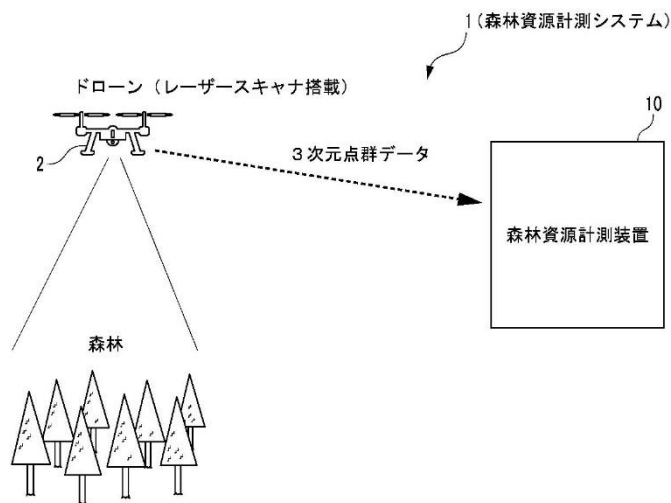 1(森林資源計測システム)
ドローン(レーザースキャナ搭載)
10
2
3次元点群データ
森林資源計測装置
森林